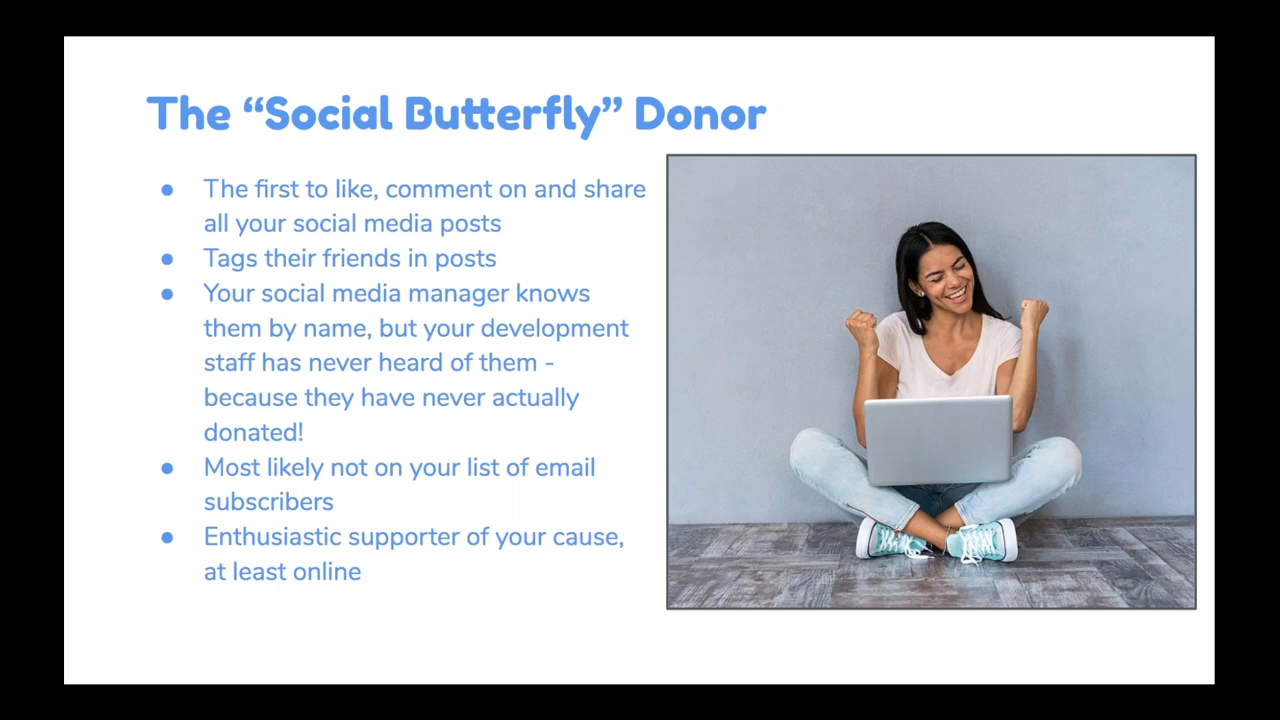 The “Social Butterfly” Donor
● The first to like, comment on and share
all your social media posts
● Tags their friends in posts
● Your social media manager knows
them by name, but your development
staff has never heard of them -
because they have never actually
donated!
● Most likely not on your list of email
subscribers
● Enthusiastic supporter of your cause,
at least online